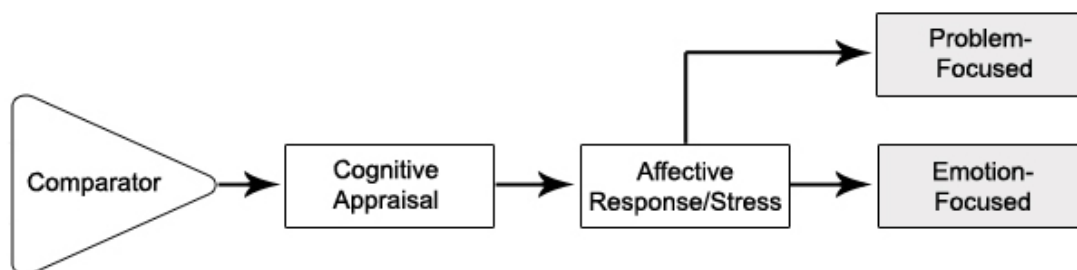 Problem-
Focused
Comparator
Cognitive
Appraisal
Affective
Response/Stress
Emotion-
Focused